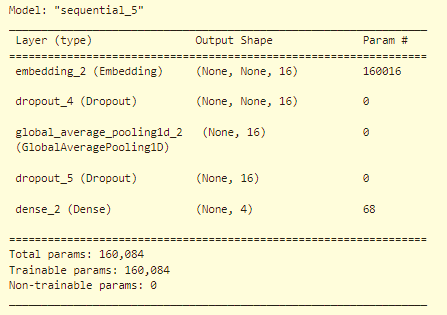 Model: "sequential_5"
Layer (type) Output Shape Param #
embedding_2 (Embedding) (None, None, 16) 160016
dropout_4 (Dropout) (None, None, 16) 0
global_average_pooling1d_2 (None, 16) 0
(GlobalAveragePooling1D)
dropout_5 (Dropout) (None, 16) 0
dense_2 (Dense) (None, 4) 68
Total params: 160,084
Trainable params: 160,084
Non-trainable params: 0